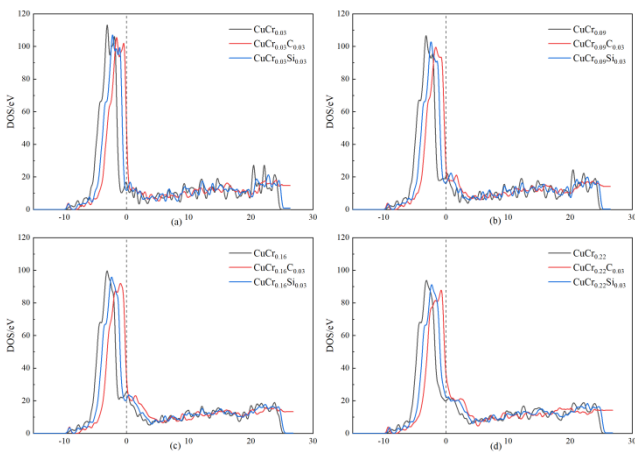 120
100
80
60
40
20
0
DOS/eV
CuCr0.03
CuCr0.03C0.03
CuCr0.03Si0.03
-10 0 10 20 30
(a)
120
100
80
60
40
20
0
DOS/eV
CuCr0.09
CuCr0.09C0.03
CuCr0.09Si0.03
-10 0 10 20 30
(b)
120
100
80
60
40
20
0
DOS/eV
CuCr0.16
CuCr0.16C0.03
CuCr0.16Si0.03
-10 0 10 20 30
(c)
120
100
80
60
40
20
0
DOS/eV
CuCr0.22
CuCr0.22C0.03
CuCr0.22Si0.03
-10 0 10 20 30
(d)